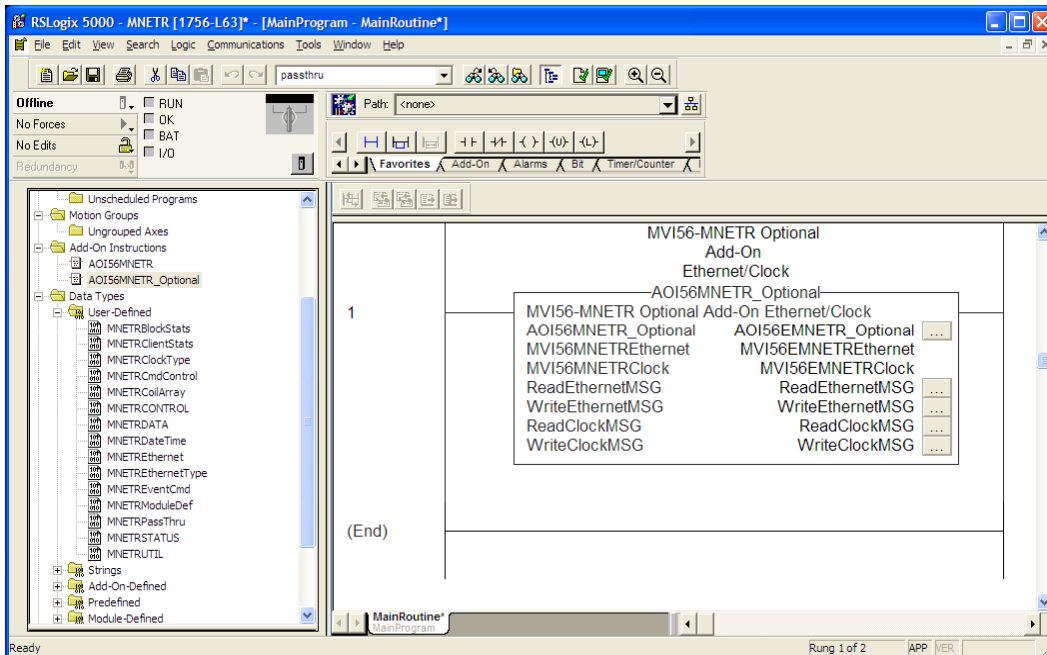 RSLogix 5000 - MNETR [1756-L63]* - [MainProgram - MainRoutine*]
File Edit View Search Logic Communications Tools Window Help
passthru
Offline
RUN
No Forces
OK
No Edits
BAT
Redundancy
I/O
Path: <none>
Favorites Add-On Alarms Bit Timer/Counter
Unscheduled Programs
Motion Groups
Ungrouped Axes
Add-On Instructions
AOI56MNETR
AOI56MNETR_Optional
Data Types
User-Defined
MNETRBlockStats
MNETRClientStats
MNETRClockType
MNETRCmdControl
MNETRCoilArray
MNETRCONTROL
MNETRDATA
MNETRDateTime
MNETREthernet
MNETREthernetType
MNETREventCmd
MNETRModuleDef
MNETRPassThru
MNETRSTATUS
MNETRUTIL
Strings
Add-On-Defined
Predefined
Module-Defined
MVI56-MNETR Optional
Add-On
Ethernet/Clock
AOI56MNETR_Optional
1
MVI56-MNETR Optional Add-On Ethernet/Clock
AOI56MNETR_Optional AOI56EMNETR_Optional ...
MVI56MNETREthernet MVI56EMNETREthernet
MVI56MNETRClock MVI56EMNETRClock
ReadEthernetMSG ReadEthernetMSG ...
WriteEthernetMSG WriteEthernetMSG ...
ReadClockMSG ReadClockMSG ...
WriteClockMSG WriteClockMSG ...
(End)
MainRoutine*
MainProgram
Ready
Rung 1 of 2 APP VER